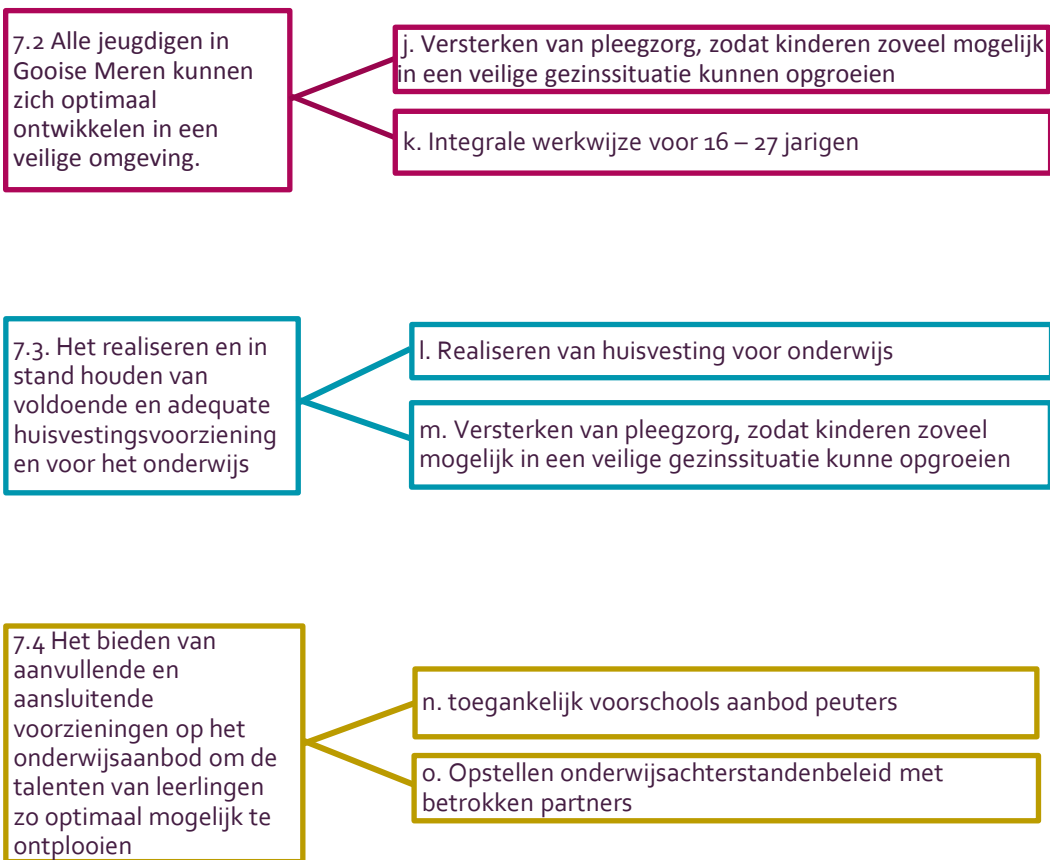 7.2 Alle jeugdigen in
Gooise Meren kunnen
zich optimaal
ontwikkelen in een
veilige omgeving.
j. Versterken van pleegzorg, zodat kinderen zoveel mogelijk
in een veilige gezinssituatie kunnen opgroeien
k. Integrale werkwijze voor 16 – 27 jarigen
7.3. Het realiseren en in
stand houden van
voldoende en adequate
huisvestingsvoorziening
en voor het onderwijs
l. Realiseren van huisvesting voor onderwijs
m. Versterken van pleegzorg, zodat kinderen zoveel
mogelijk in een veilige gezinssituatie kunne opgroeien
7.4 Het bieden van
aanvullende en
aansluitende
voorzieningen op het
onderwijsaanbod om de
talenten van leerlingen
zo optimaal mogelijk te
ontplooien
n. toegankelijk voorschools aanbod peuters
o. Opstellen onderwijsachterstandenbeleid met
betrokken partners